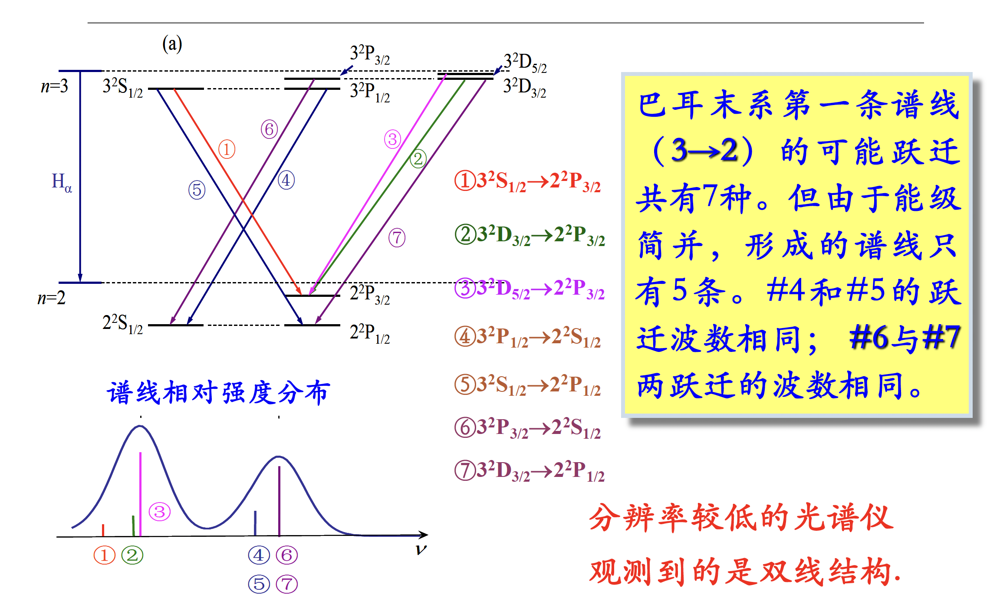 (a)
3²P₃/₂
3²D₅/₂
n=3
3²S₁/₂
3²P₁/₂
3²D₃/₂
⑥
③
①
②
Hα
⑤
④
⑦
n=2
2²P₃/₂
2²S₁/₂
2²P₁/₂
①3²S₁/₂→2²P₃/₂
②3²D₃/₂→2²P₃/₂
③3²D₅/₂→2²P₃/₂
④3²P₁/₂→2²S₁/₂
⑤3²S₁/₂→2²P₁/₂
⑥3²P₃/₂→2²S₁/₂
⑦3²D₃/₂→2²P₁/₂
巴耳末系第一条谱线
（3→2）的可能跃迁
共有7种。但由于能级
简并，形成的谱线只
有5条。#4和#5的跃
迁波数相同； #6与#7
两跃迁的波数相同。
谱线相对强度分布
③
ν
① ② ④ ⑥
⑤ ⑦
分辨率较低的光谱仪
观测到的是双线结构.